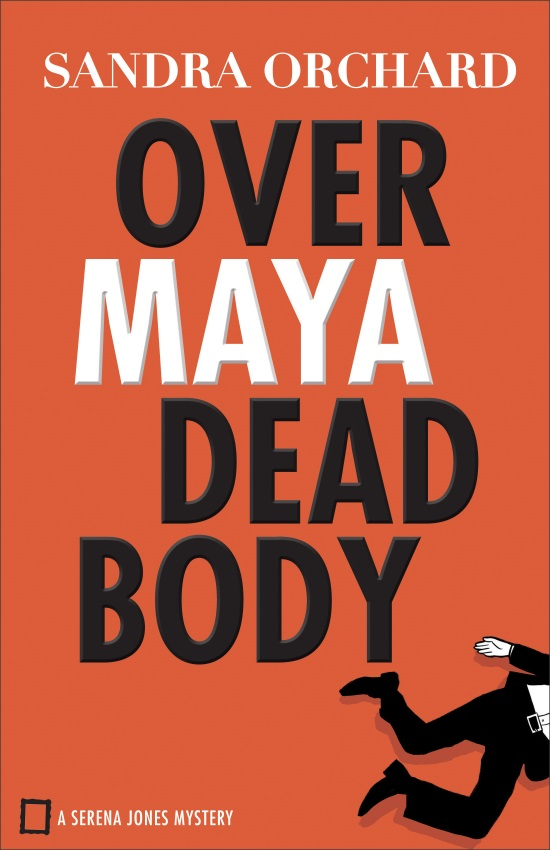 SANDRA ORCHARD
OVER
MAYA
DEAD
BODY
A SERENA JONES MYSTERY